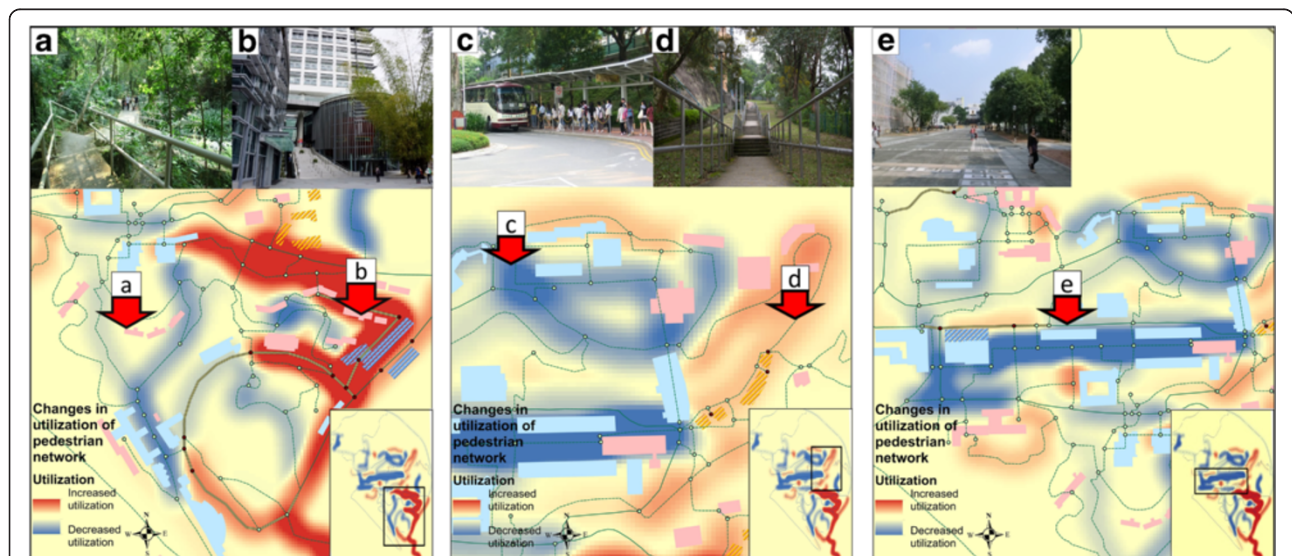 a
b
c
d
e
a
b
c
d
e
Changes in
utilization of
pedestrian
network
Utilization
Increased
utilization
Decreased
utilization
N
W E
S
Changes in
utilization of
pedestrian
network
Utilization
Increased
utilization
Decreased
utilization
N
W E
S
Changes in
utilization of
pedestrian
network
Utilization
Increased
utilization
Decreased
utilization
N
W E
S